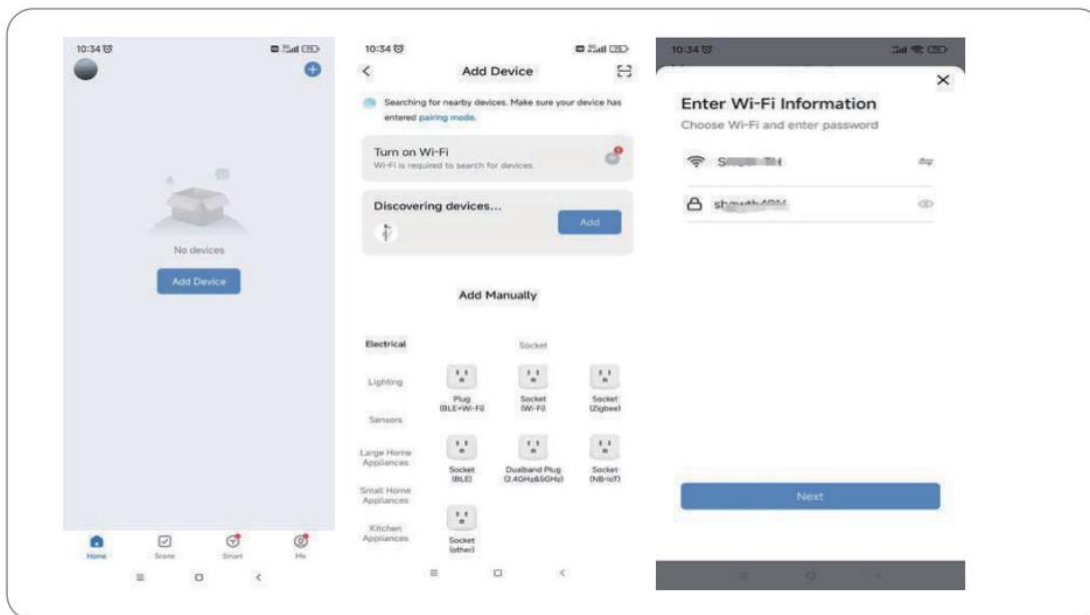 10:34
No devices
Add Device
Home
Scene
Smart
Me
10:34
Add Device
Searching for nearby devices. Make sure your device has
entered pairing mode.
Turn on Wi-Fi
Wi-Fi is required to search for devices.
Discovering devices...
Add
Add Manually
Electrical
Socket
Lighting
Plug
(BLE+Wi-Fi)
Socket
(Wi-Fi)
Socket
(Zigbee)
Sensors
Large Home
Appliances
Socket
(BLE)
Dualband Plug
(2.4GHz&5GHz)
Socket
(NB-IoT)
Small Home
Appliances
Kitchen
Appliances
Socket
(other)
10:34
Enter Wi-Fi Information
Choose Wi-Fi and enter password
Next